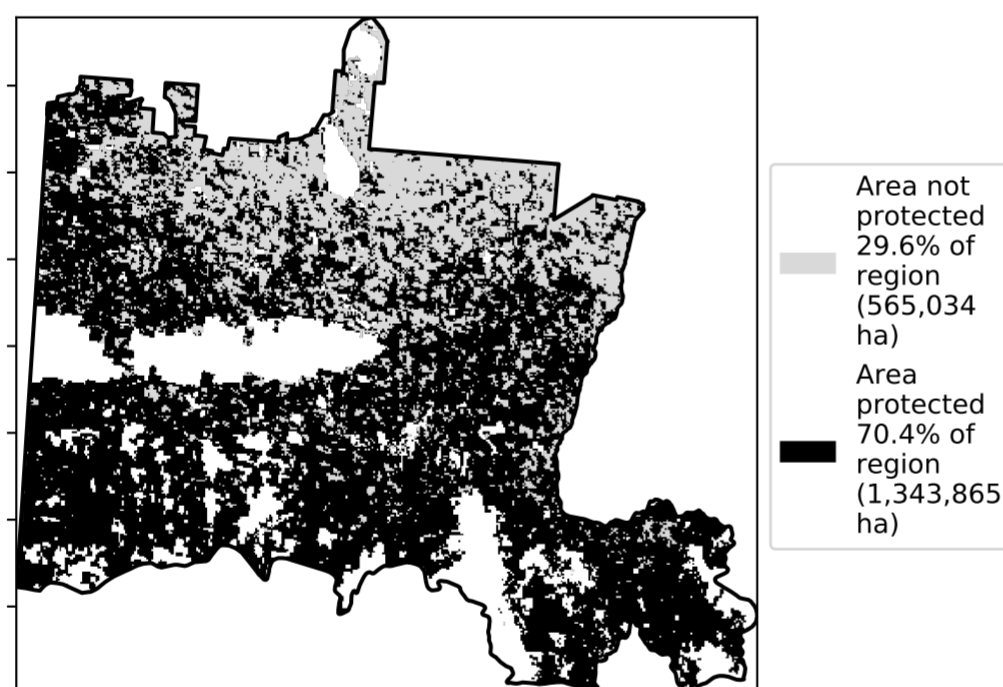 Area not
protected
29.6% of
region
(565,034
ha)
Area
protected
70.4% of
region
(1,343,865
ha)